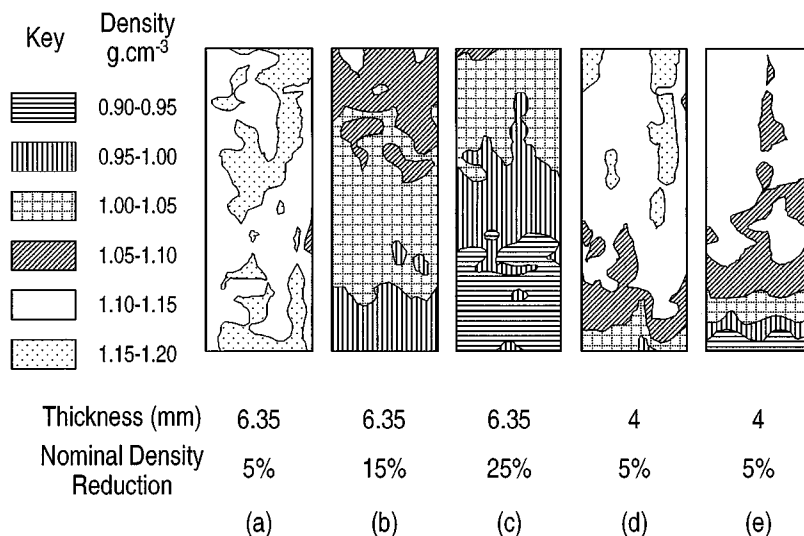 Key
Density
g.cm-3
0.90-0.95
0.95-1.00
1.00-1.05
1.05-1.10
1.10-1.15
1.15-1.20
Thickness (mm) 6.35 6.35 6.35 4 4
Nominal Density
Reduction
5% 15% 25% 5% 5%
(a) (b) (c) (d) (e)